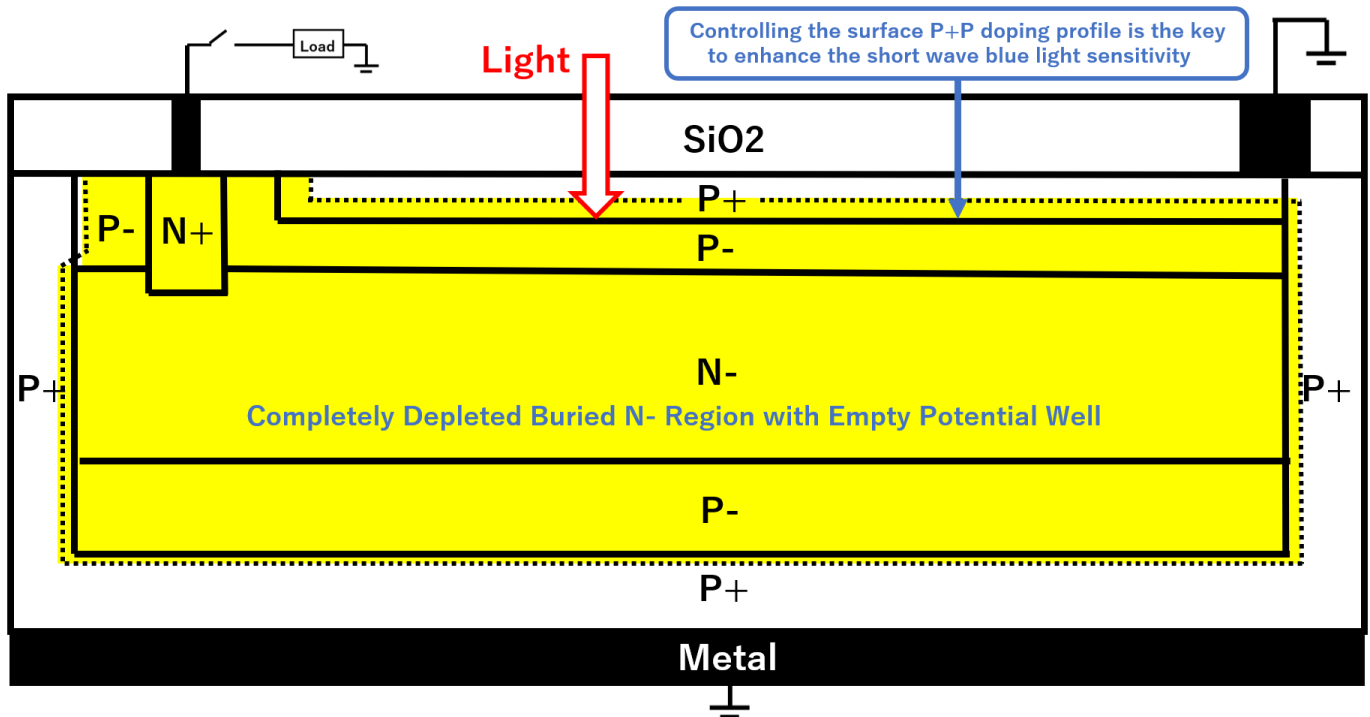 Controlling the surface P+P doping profile is the key
to enhance the short wave blue light sensitivity
Load
Light
SiO2
P+
P-
N+
P-
N-
P+
P+
Completely Depleted Buried N- Region with Empty Potential Well
P-
P+
Metal